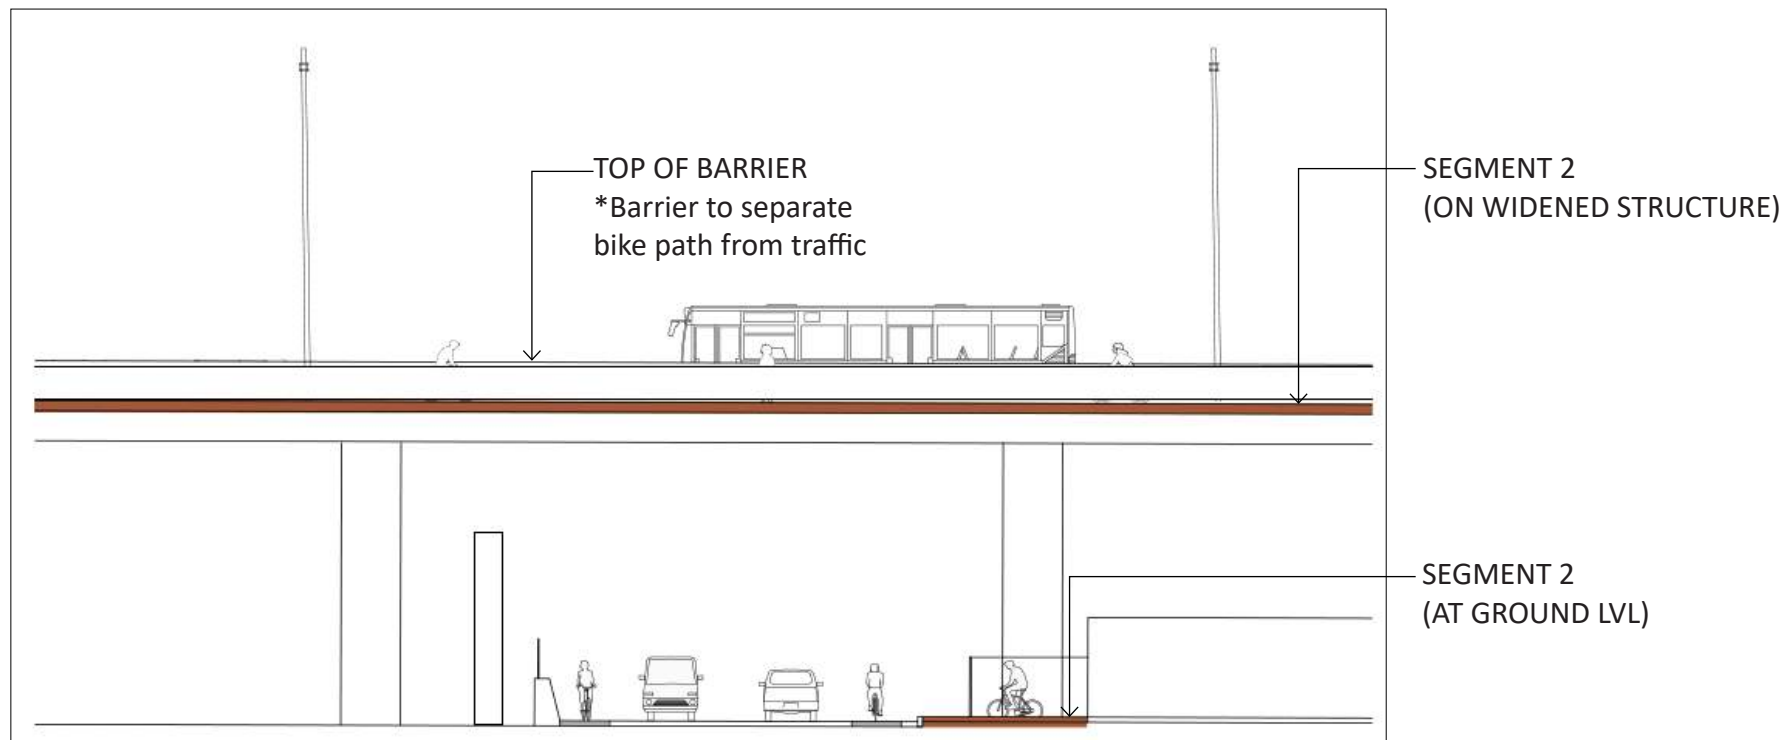 TOP OF BARRIER
*Barrier to separate
bike path from traffic
SEGMENT 2
(ON WIDENED STRUCTURE)
SEGMENT 2
(AT GROUND LVL)